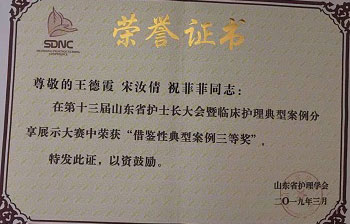 SDNC
荣誉证书
尊敬的王德霞 宋汝倩 祝菲菲同志：
在第十三届山东省护士长大会暨临床护理典型案例分
享展示大赛中荣获“借鉴性典型案例三等奖”，
特发此证，以资鼓励。
山东省护理学会
二〇一九年三月